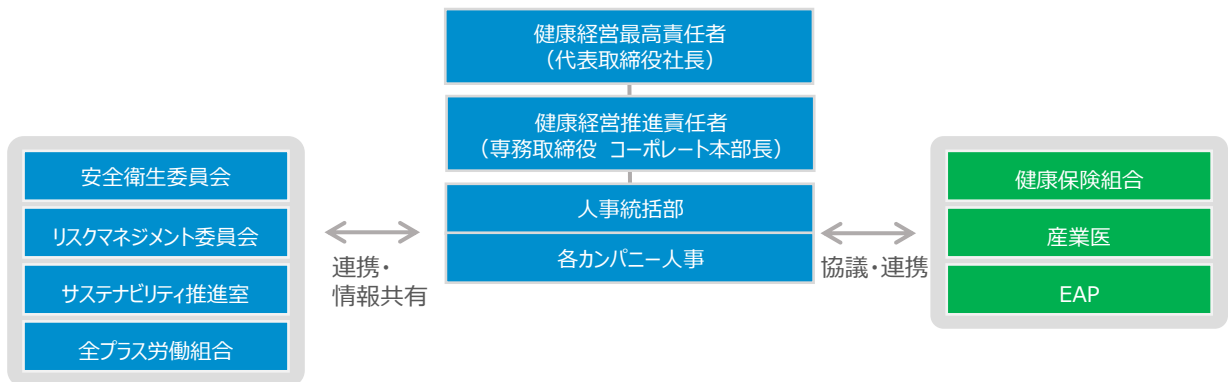 健康経営最高責任者
（代表取締役社長）
健康経営推進責任者
（専務取締役 コーポレート本部長）
人事統括部
各カンパニー人事
安全衛生委員会
リスクマネジメント委員会
サステナビリティ推進室
全プラス労働組合
連携・
情報共有
協議・連携
健康保険組合
産業医
EAP